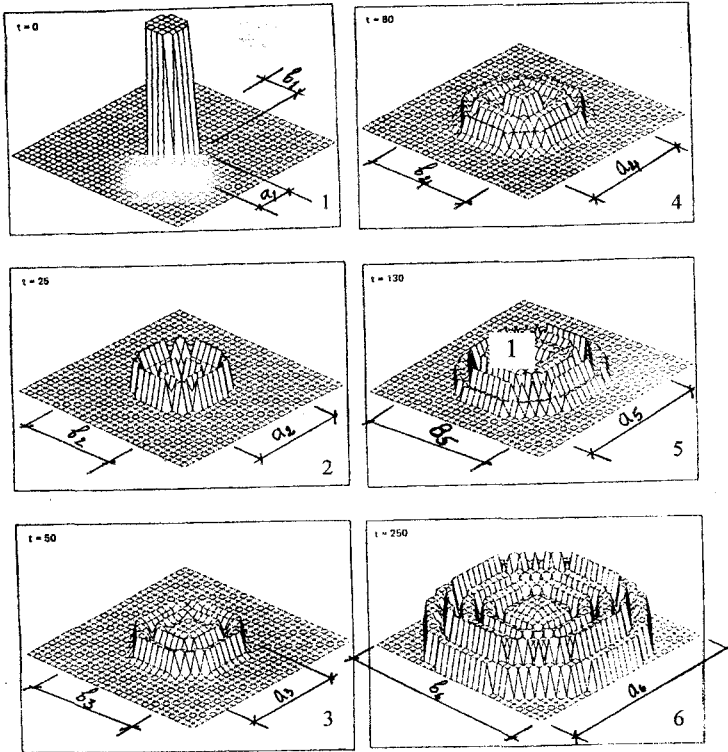 t=0
b₁
a₁
1
t = 80
b₄
a₄
4
t = 25
b₂
a₂
2
t = 130
1
B₅
a₅
5
t = 50
b₃
a₃
3
t = 250
b₆
a₆
6